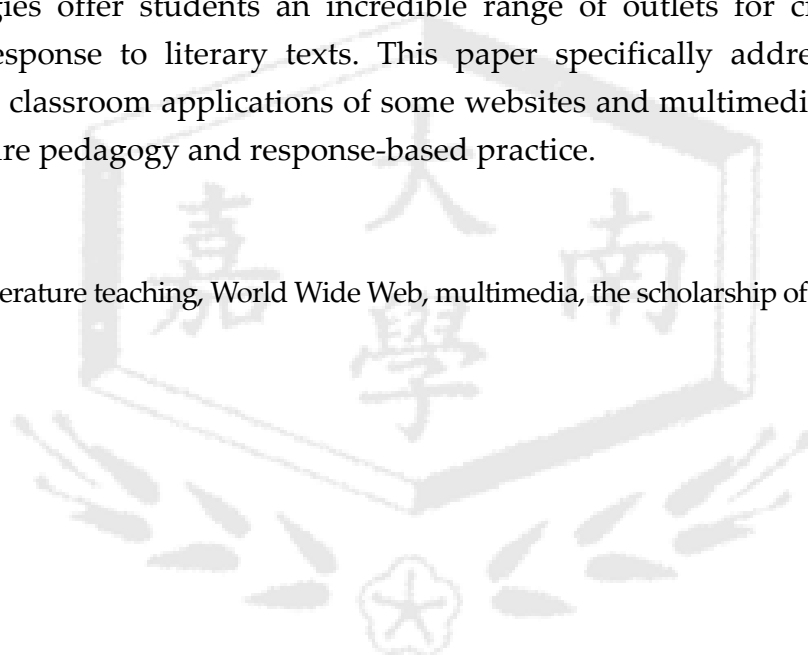 gies offer students an incredible range of outlets for c
esponse to literary texts. This paper specifically addre
classroom applications of some websites and multimedi
re pedagogy and response-based practice.
大
嘉 南
erature teaching, World Wide Web, multimedia, the scholarship of
學